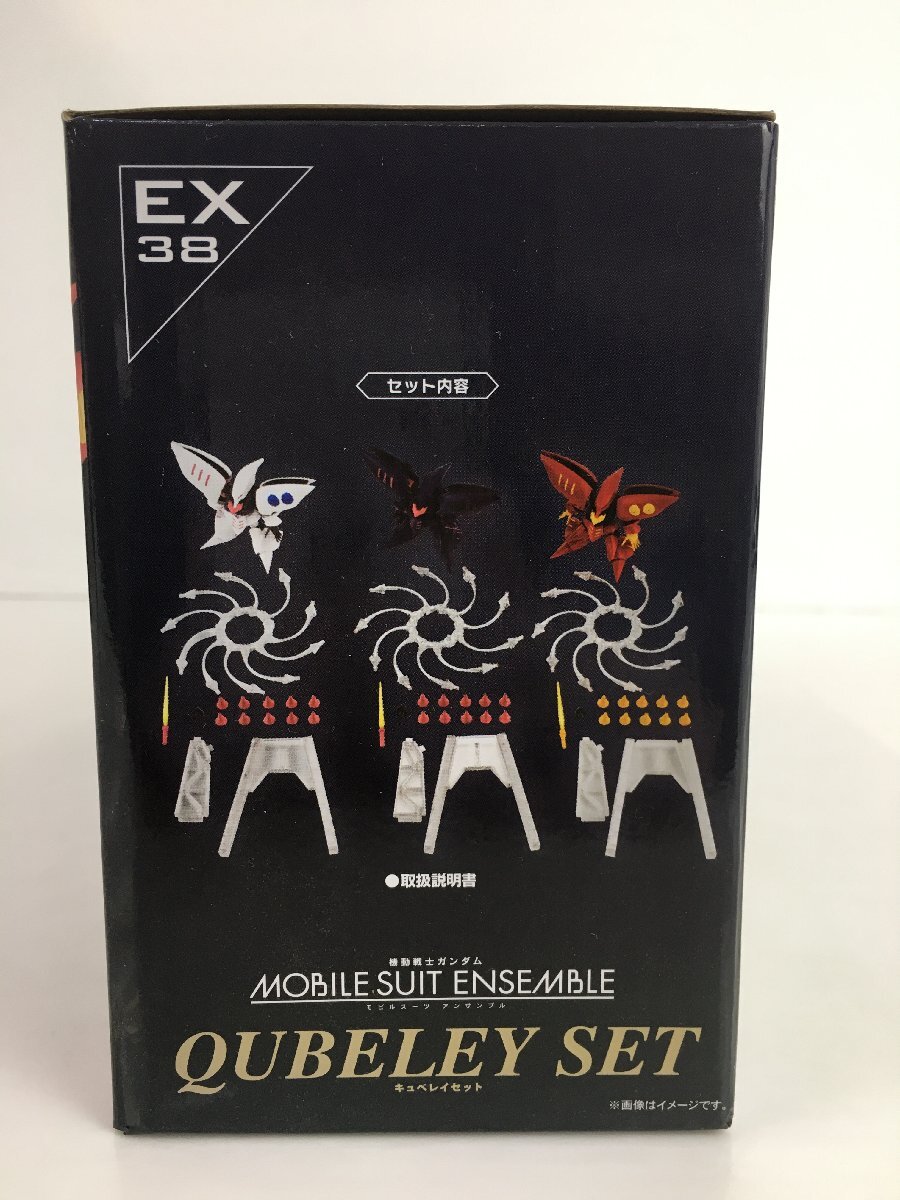 EX
38
セット内容
●取扱説明書
機動戦士ガンダム
MOBILE SUIT ENSEMBLE
モビルスーツ アンサンブル
QUBELEY SET
キュベレイセット
※画像はイメージです。